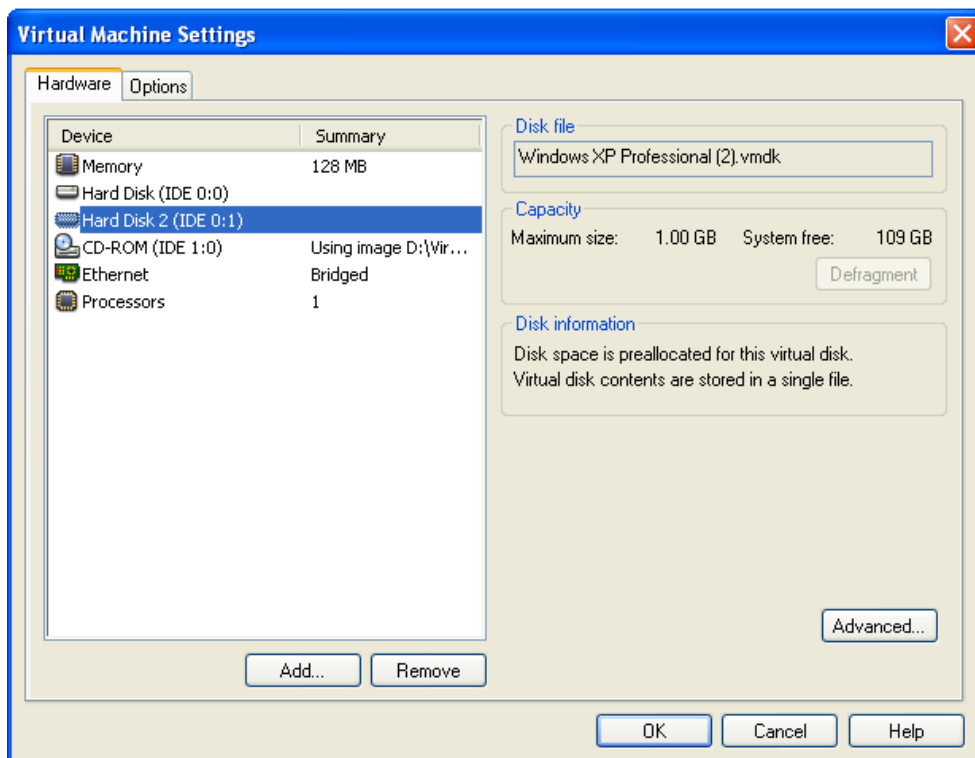 Virtual Machine Settings
Hardware Options
Device Summary
Memory 128 MB
Hard Disk (IDE 0:0)
Hard Disk 2 (IDE 0:1)
CD-ROM (IDE 1:0) Using image D:\Vir...
Ethernet Bridged
Processors 1
Add... Remove
Disk file
Windows XP Professional (2).vmdk
Capacity
Maximum size: 1.00 GB System free: 109 GB
Defragment
Disk information
Disk space is preallocated for this virtual disk.
Virtual disk contents are stored in a single file.
Advanced...
OK Cancel Help